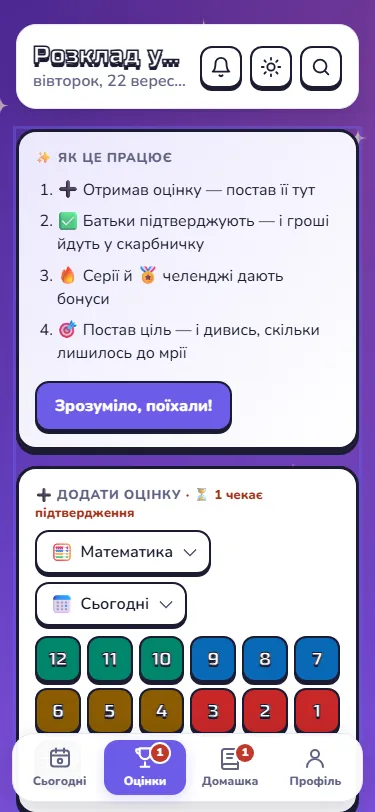 Розклад у...
вівторок, 22 верес...
✨ ЯК ЦЕ ПРАЦЮЄ
1. ➕ Отримав оцінку — постав її тут
2. ✅ Батьки підтверджують — і гроші
йдуть у скарбничку
3. 🔥 Серії й 🏅 челенджі дають
бонуси
4. 🎯 Постав ціль — і дивись, скільки
лишилось до мрії
Зрозуміло, поїхали!
➕ ДОДАТИ ОЦІНКУ · ⏳ 1 чекає
підтвердження
🧮 Математика
📅 Сьогодні
12 11 10 9 8 7
6 5 4 3 2 1
1 1
Сьогодні Оцінки Домашка Профіль